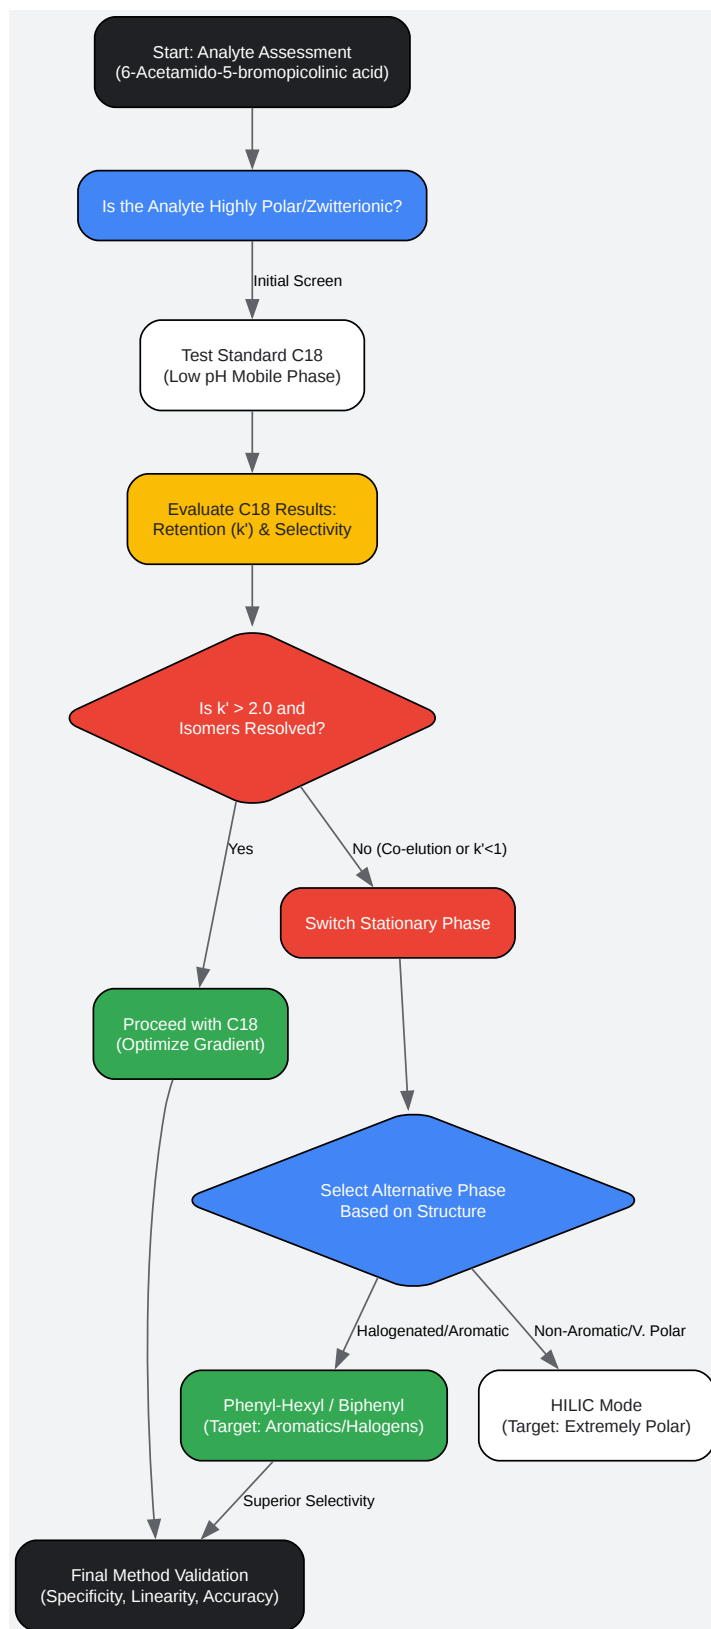 Start: Analyte Assessment
(6-Acetamido-5-bromopicolinic acid)
Is the Analyte Highly Polar/Zwitterionic?
Initial Screen
Test Standard C18
(Low pH Mobile Phase)
Evaluate C18 Results:
Retention (k') & Selectivity
Is k' > 2.0 and
Isomers Resolved?
Yes
No (Co-elution or k'<1)
Switch Stationary Phase
Proceed with C18
(Optimize Gradient)
Select Alternative Phase
Based on Structure
Halogenated/Aromatic
Non-Aromatic/V. Polar
Phenyl-Hexyl / Biphenyl
(Target: Aromatics/Halogens)
HILIC Mode
(Target: Extremely Polar)
Superior Selectivity
Final Method Validation
(Specificity, Linearity, Accuracy)